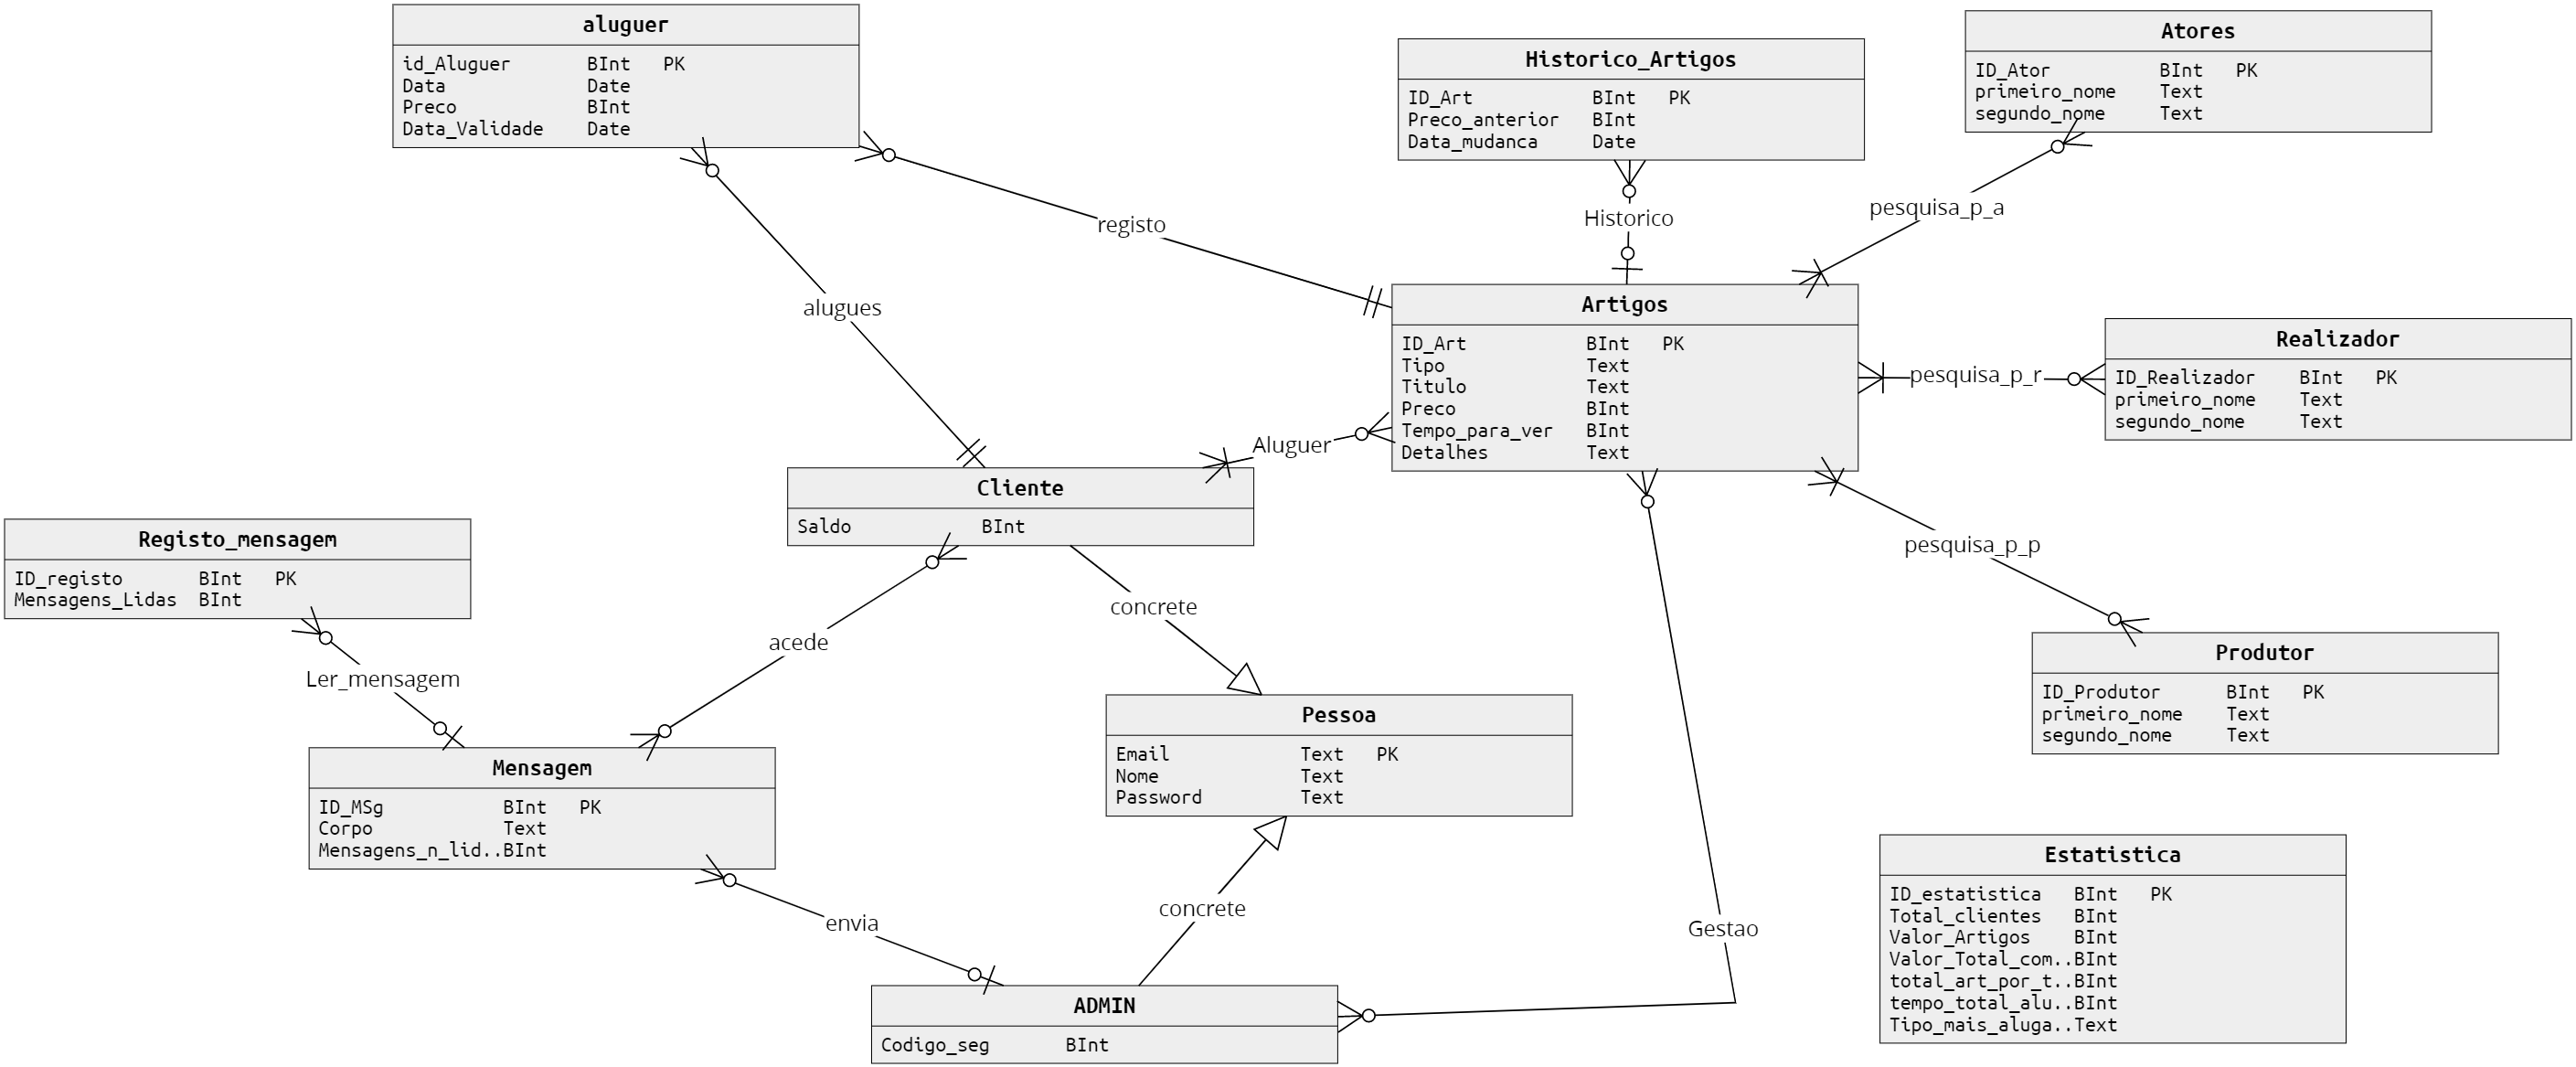 aluguer
id_Aluguer BInt PK
Data Date
Preco BInt
Data_Validade Date
Historico_Artigos
ID_Art BInt PK
Preco_anterior BInt
Data_mudanca Date
Atores
ID_Ator BInt PK
primeiro_nome Text
segundo_nome Text
registo
Historico
pesquisa_p_a
alugues
Artigos
ID_Art BInt PK
Tipo Text
Titulo Text
Preco BInt
Tempo_para_ver BInt
Detalhes Text
pesquisa_p_r
Realizador
ID_Realizador BInt PK
primeiro_nome Text
segundo_nome Text
Aluguer
Cliente
Saldo BInt
Registo_mensagem
ID_registo BInt PK
Mensagens_Lidas BInt
pesquisa_p_p
concrete
acede
Ler_mensagem
Produtor
ID_Produtor BInt PK
primeiro_nome Text
segundo_nome Text
Pessoa
Email Text PK
Nome Text
Password Text
Mensagem
ID_MSg BInt PK
Corpo Text
Mensagens_n_lid..BInt
envia
concrete
Gestao
Estatistica
ID_estatistica BInt PK
Total_clientes BInt
Valor_Artigos BInt
Valor_Total_com..BInt
total_art_por_t..BInt
tempo_total_alu..BInt
Tipo_mais_aluga..Text
ADMIN
Codigo_seg BInt